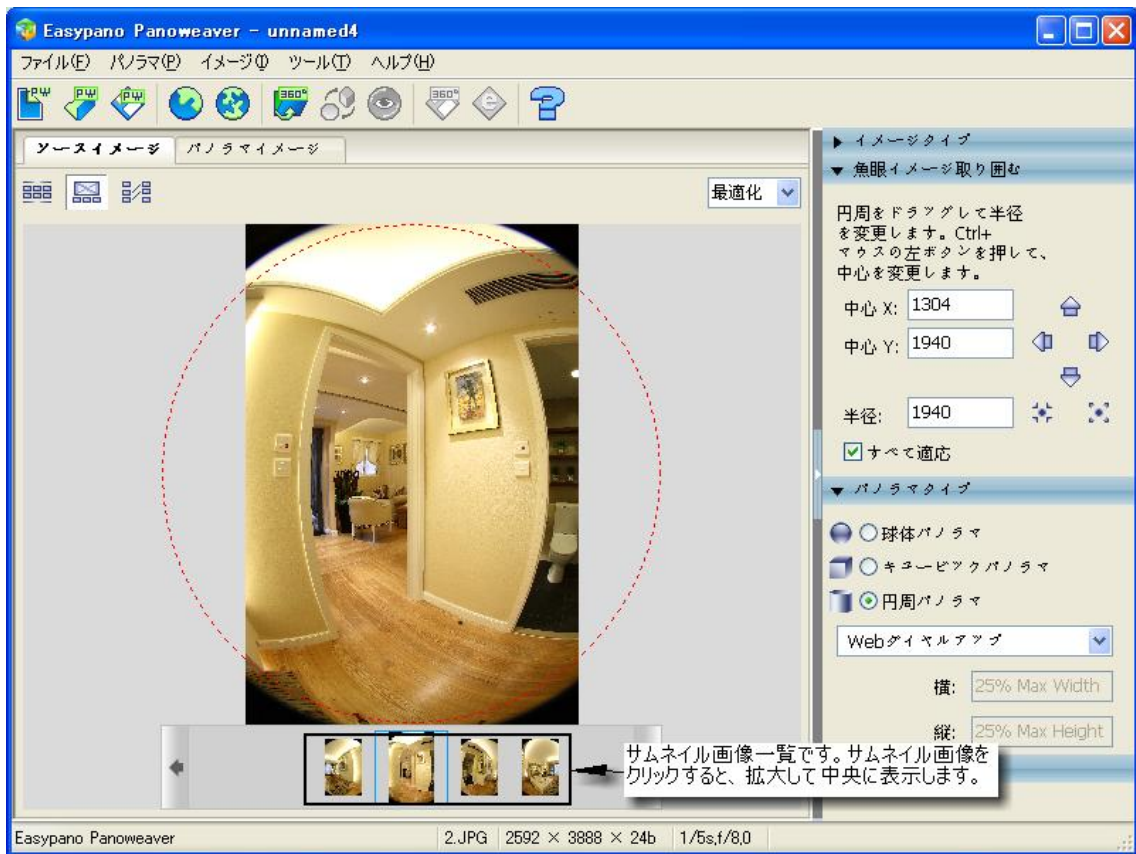 Easypano Panoweaver - unnamed4
ファイル(F) パノラマ(P) イメージ(I) ツール(T) ヘルプ(H)
PW PW PW 360° 360° e ?
ソースイメージ パノラマイメージ
最適化
イメージタイプ
魚眼イメージ取り囲む
円周をドラッグして半径
を変更します。Ctrl+
マウスの左ボタンを押して、
中心を変更します。
中心 X: 1304
中心 Y: 1940
半径: 1940
すべて適応
パノラマタイプ
球体パノラマ
キュービックパノラマ
円周パノラマ
Webダイヤルアップ
横: 25% Max Width
縦: 25% Max Height
サムネイル画像一覧です。サムネイル画像を
クリックすると、拡大して中央に表示します。
Easypano Panoweaver 2.JPG 2592 × 3888 × 24b 1/5s,f/8,0